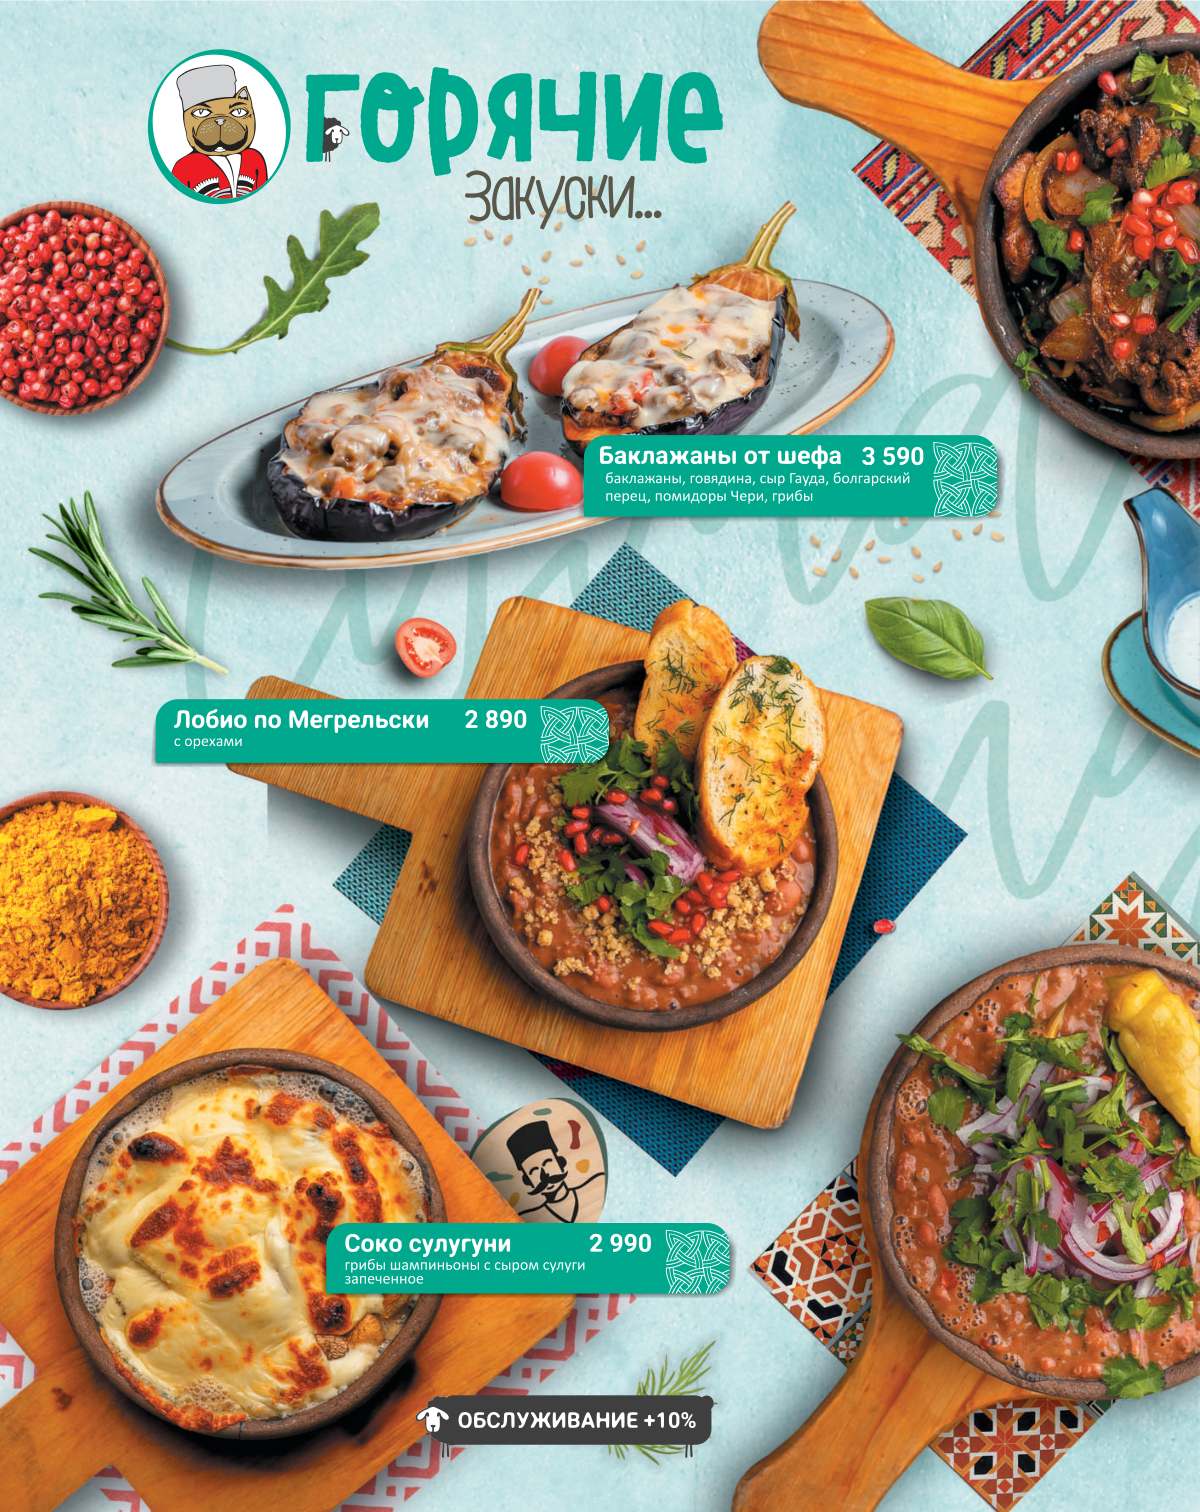 ГОРЯЧИЕ
ЗАКУСКИ...
Баклажаны от шефа 3 590
баклажаны, говядина, сыр Гауда, болгарский
перец, помидоры Чери, грибы
Лобио по Мегрельски 2 890
с орехами
Соко сулугуни 2 990
грибы шампиньоны с сыром сулуги
запеченное
ОБСЛУЖИВАНИЕ +10%